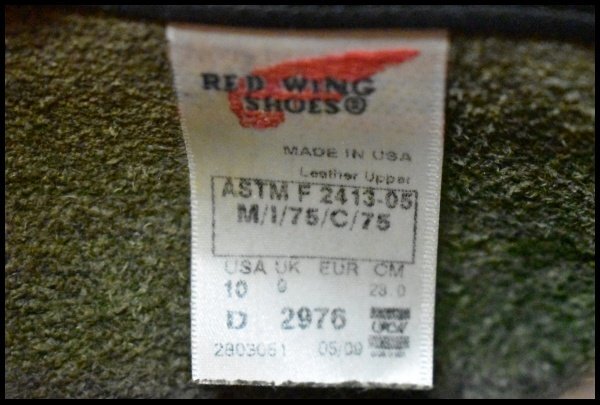 RED WING
SHOES®
MADE IN USA
Leather Upper
ASTM F 2413-05
M/I/75/C/75
USA UK EUR CM
10 9 28.0
D 2976
2803051 05/09